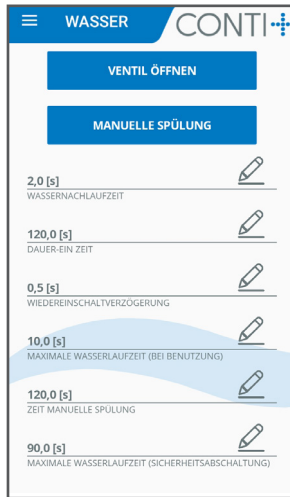 WASSER
CONTI+
VENTIL ÖFFNEN
MANUELLE SPÜLUNG
2,0 [s]
WASSERNACHLAUFZEIT
120,0 [s]
DAUER-EIN ZEIT
0,5 [s]
WIEDEREINSCHALTVERZÖGERUNG
10,0 [s]
MAXIMALE WASSERLAUFZEIT (BEI BENUTZUNG)
120,0 [s]
ZEIT MANUELLE SPÜLUNG
90,0 [s]
MAXIMALE WASSERLAUFZEIT (SICHERHEITSABSCHALTUNG)